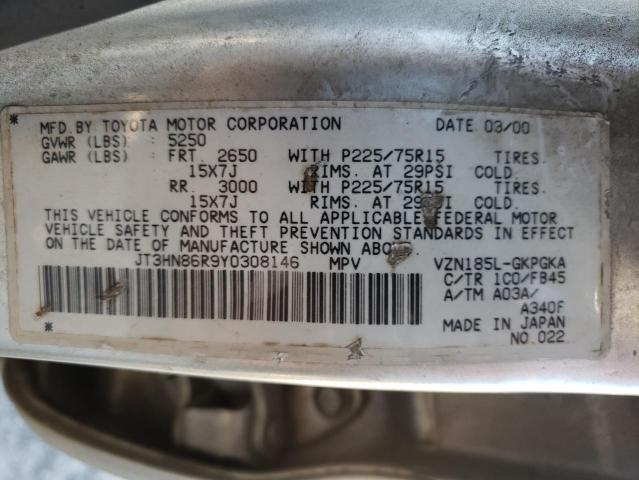 MFD.BY TOYOTA MOTOR CORPORATION DATE 03/00
GVWR (LBS) : 5250
GAWR (LBS) : FRT. 2650 WITH P225/75R15 TIRES.
15X7J RIMS. AT 29PSI COLD.
RR. 3000 WITH P225/75R15 TIRES.
15X7J RIMS. AT 29PSI COLD.
THIS VEHICLE CONFORMS TO ALL APPLICABLE FEDERAL MOTOR
VEHICLE SAFETY AND THEFT PREVENTION STANDARDS IN EFFECT
ON THE DATE OF MANUFACTURE SHOWN ABOVE.
JT3HN86R9Y0308146 MPV VZN185L-GKPGKA
C/TR 1C0/FB45
A/TM A03A/
A340F
MADE IN JAPAN
NO.022